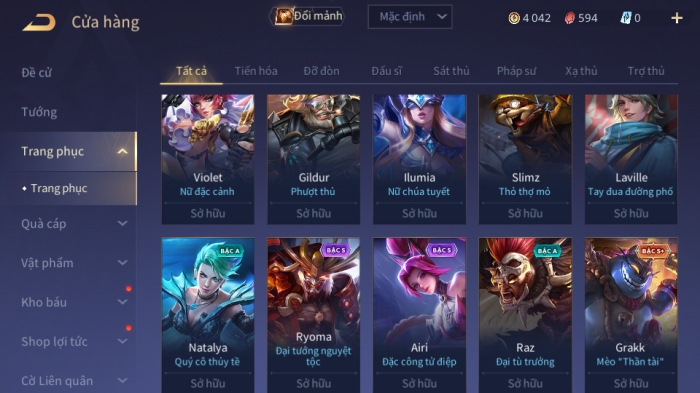 Cửa hàng
Đổi mảnh
Mặc định
4 042
594
0
Đề cử
Tướng
Trang phục
Trang phục
Quà cáp
Vật phẩm
Kho báu
Shop lợi tức
Cờ Liên quân
Tất cả Tiến hóa Đỡ đòn Đấu sĩ Sát thủ Pháp sư Xạ thủ Trợ thủ
Violet
Nữ đặc cảnh
Sở hữu
Gildur
Phượt thủ
Sở hữu
Ilumia
Nữ chúa tuyết
Sở hữu
Slimz
Thỏ thợ mỏ
Sở hữu
Laville
Tay đua đường phố
Sở hữu
BẬC A
Natalya
Quý cô thủy tề
Sở hữu
BẬC S
Ryoma
Đại tướng nguyệt
tộc
Sở hữu
BẬC S
Airi
Đặc công tử điệp
Sở hữu
BẬC A
Raz
Đại tù trưởng
Sở hữu
BẬC S+
Grakk
Mèo "Thần tài"
Sở hữu